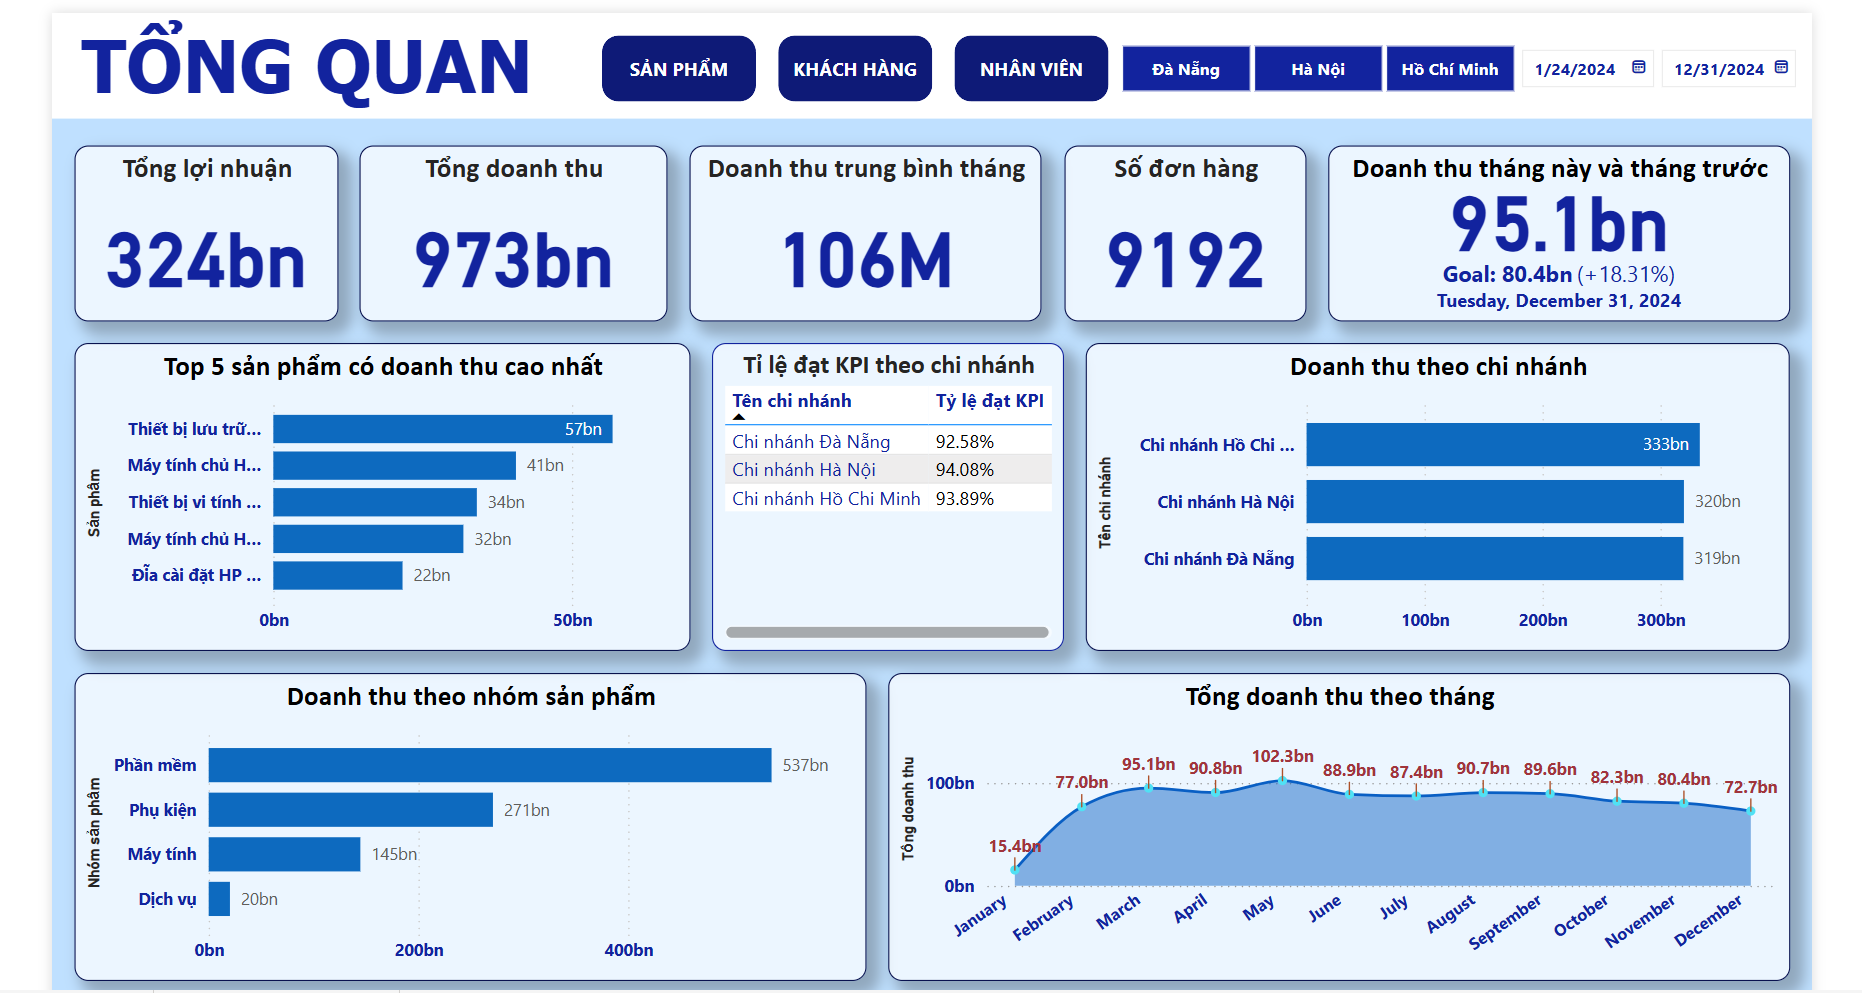 TỔNG QUAN
SẢN PHẨM
KHÁCH HÀNG
NHÂN VIÊN
Đà Nẵng
Hà Nội
Hồ Chí Minh
1/24/2024
12/31/2024
Tổng lợi nhuận
324bn
Tổng doanh thu
973bn
Doanh thu trung bình tháng
106M
Số đơn hàng
9192
Doanh thu tháng này và tháng trước
95.1bn
Goal: 80.4bn (+18.31%)
Tuesday, December 31, 2024
Top 5 sản phẩm có doanh thu cao nhất
Sản phẩm
Thiết bị lưu trữ... 57bn
Máy tính chủ H... 41bn
Thiết bị vi tính ... 34bn
Máy tính chủ H... 32bn
Đĩa cài đặt HP ... 22bn
0bn 50bn
Tỉ lệ đạt KPI theo chi nhánh
Tên chi nhánh Tỷ lệ đạt KPI
Chi nhánh Đà Nẵng 92.58%
Chi nhánh Hà Nội 94.08%
Chi nhánh Hồ Chi Minh 93.89%
Doanh thu theo chi nhánh
Tên chi nhánh
Chi nhánh Hồ Chi ... 333bn
Chi nhánh Hà Nội 320bn
Chi nhánh Đà Nẵng 319bn
0bn 100bn 200bn 300bn
Doanh thu theo nhóm sản phẩm
Nhóm sản phẩm
Phần mềm 537bn
Phụ kiện 271bn
Máy tính 145bn
Dịch vụ 20bn
0bn 200bn 400bn
Tổng doanh thu theo tháng
Tổng doanh thu
100bn
0bn
15.4bn 77.0bn 95.1bn 90.8bn 102.3bn 88.9bn 87.4bn 90.7bn 89.6bn 82.3bn 80.4bn 72.7bn
January February March April May June July August September October November December